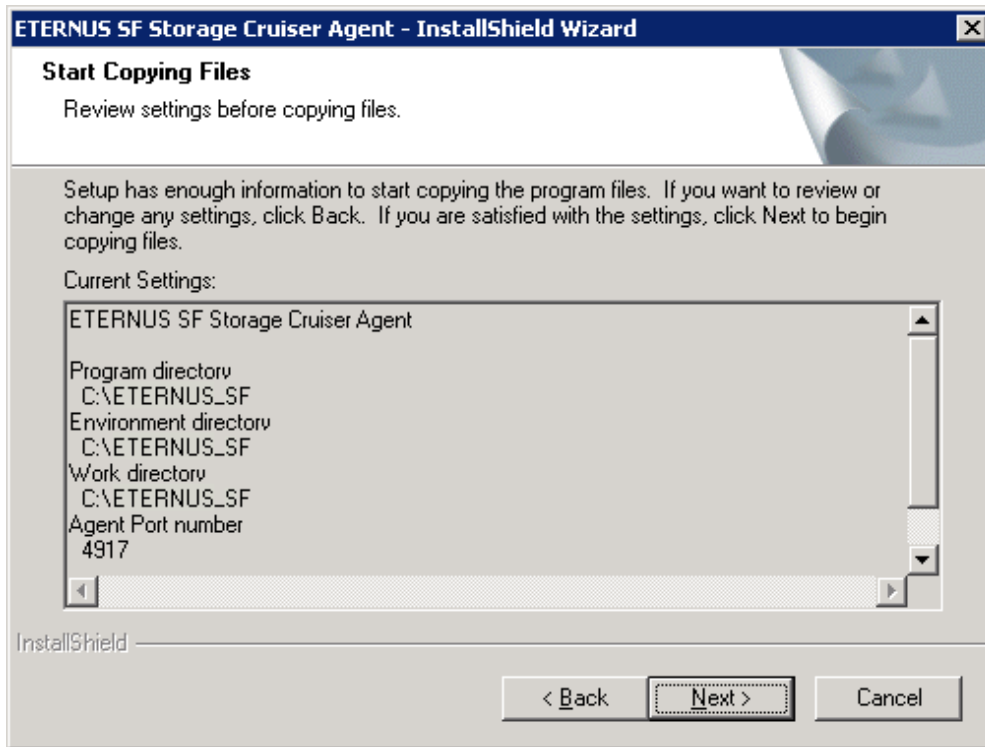 ETERNUS SF Storage Cruiser Agent - InstallShield Wizard
Start Copying Files
Review settings before copying files.
Setup has enough information to start copying the program files.  If you want to review or
change any settings, click Back.  If you are satisfied with the settings, click Next to begin
copying files.
Current Settings:
ETERNUS SF Storage Cruiser Agent
Program directory
C:\ETERNUS_SF
Environment directory
C:\ETERNUS_SF
Work directory
C:\ETERNUS_SF
Agent Port number
4917
InstallShield
< Back
Next >
Cancel